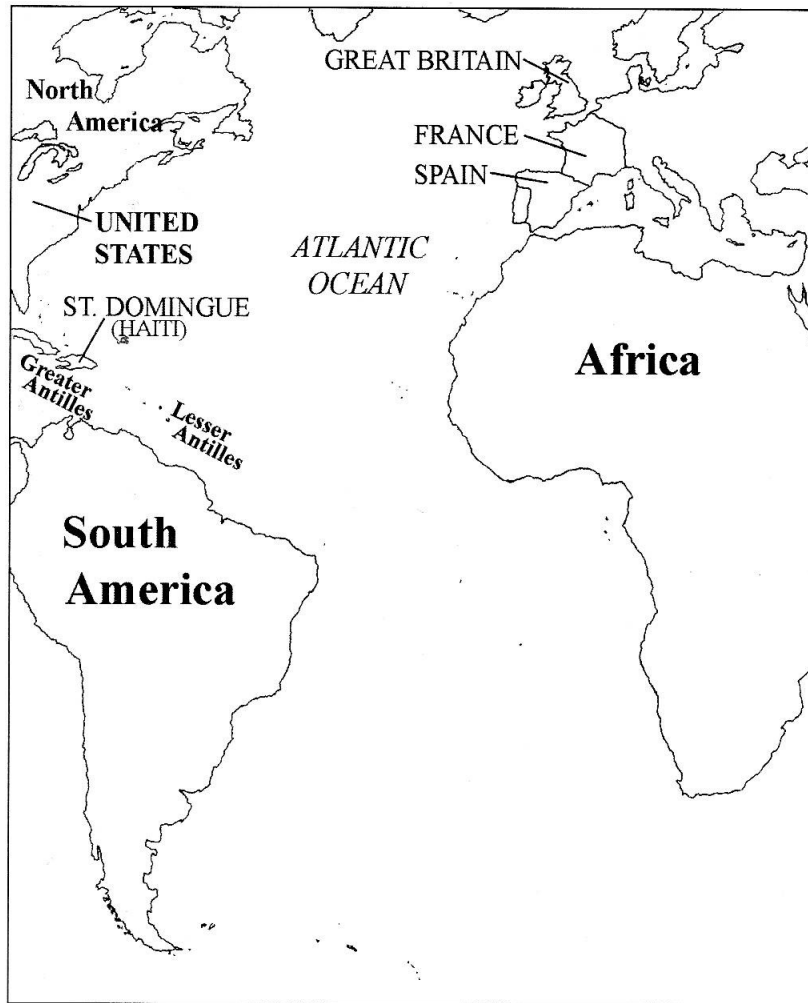 GREAT BRITAIN
North
America
FRANCE
SPAIN
UNITED
STATES
ATLANTIC
OCEAN
ST. DOMINGUE
(HAITI)
Africa
Greater
Antilles
Lesser
Antilles
South
America